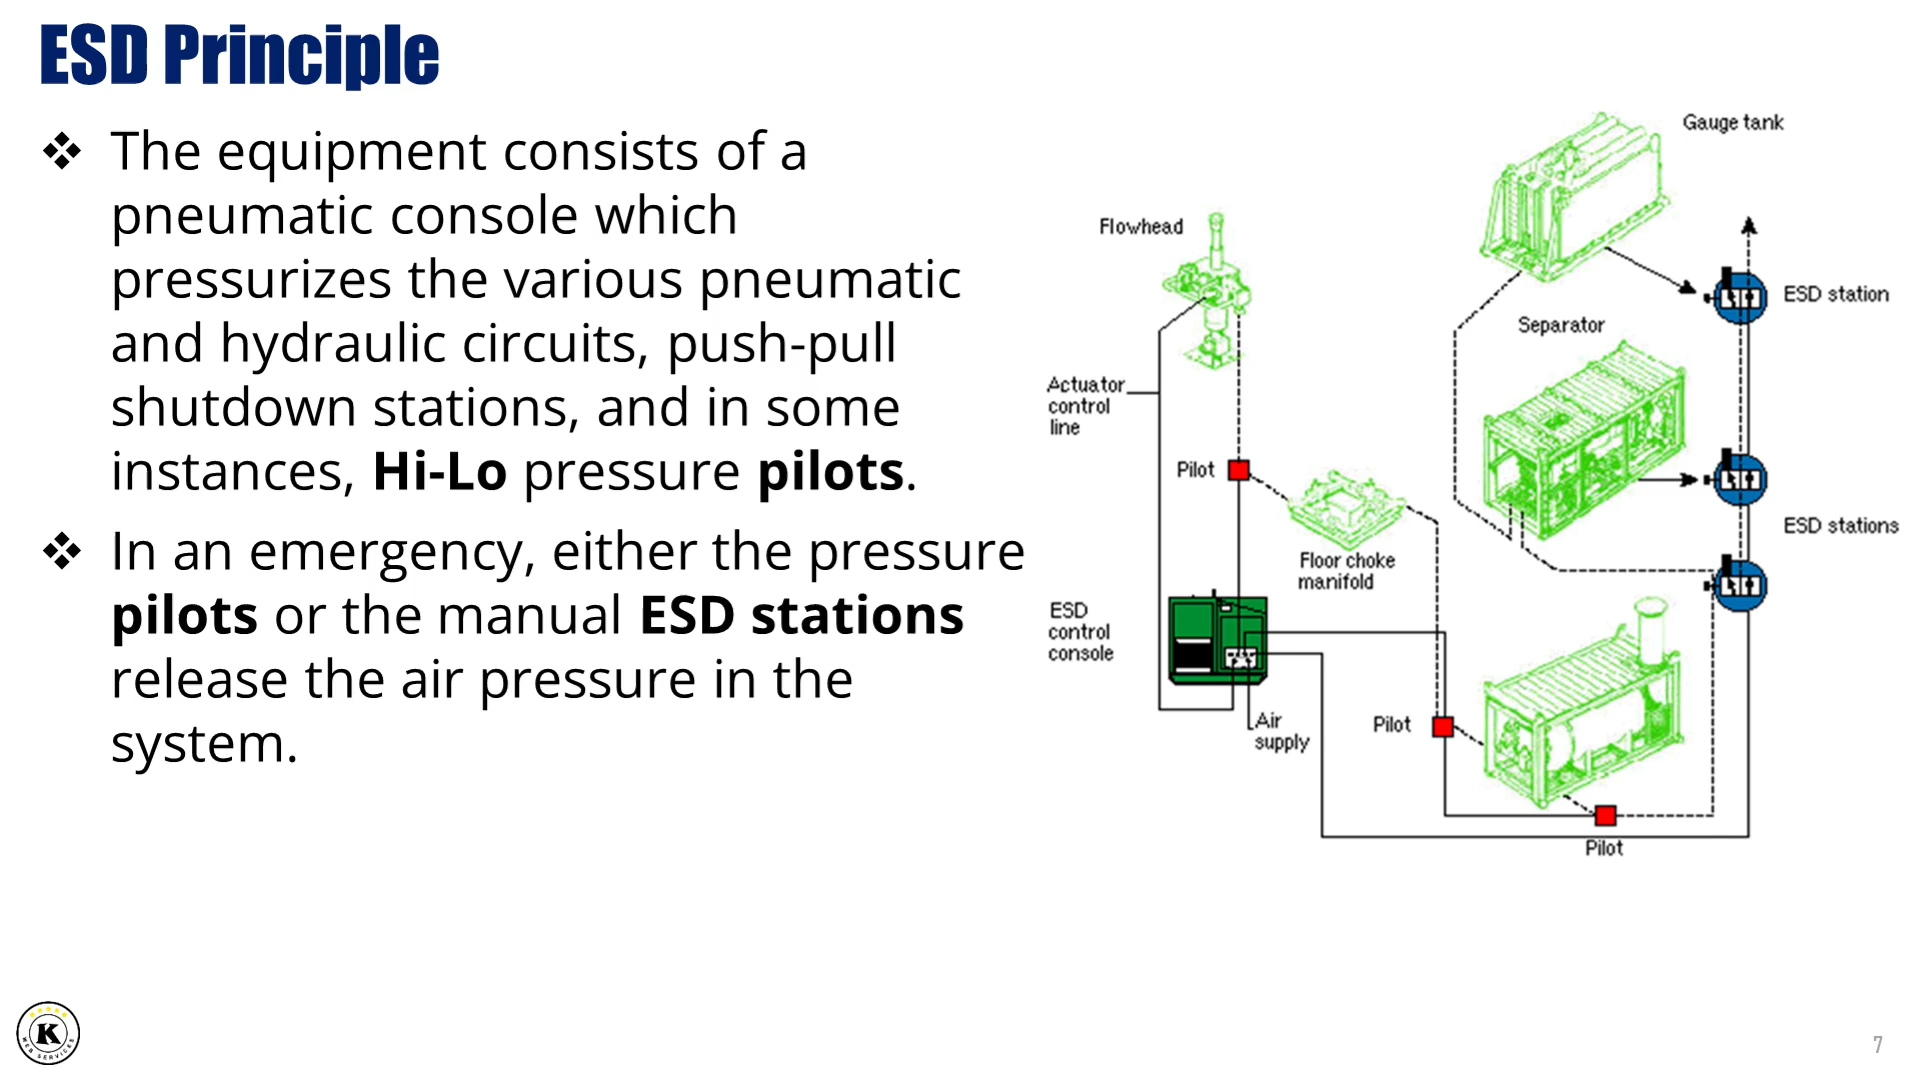 ESD Principle
❖ The equipment consists of a
pneumatic console which
pressurizes the various pneumatic
and hydraulic circuits, push-pull
shutdown stations, and in some
instances, Hi-Lo pressure pilots.
❖ In an emergency, either the pressure
pilots or the manual ESD stations
release the air pressure in the
system.
Gauge tank
Flowhead
ESD station
Separator
Actuator
control
line
Pilot
ESD stations
Floor choke
manifold
ESD
control
console
Air
supply
Pilot
Pilot
K
WEB SERVICES
7